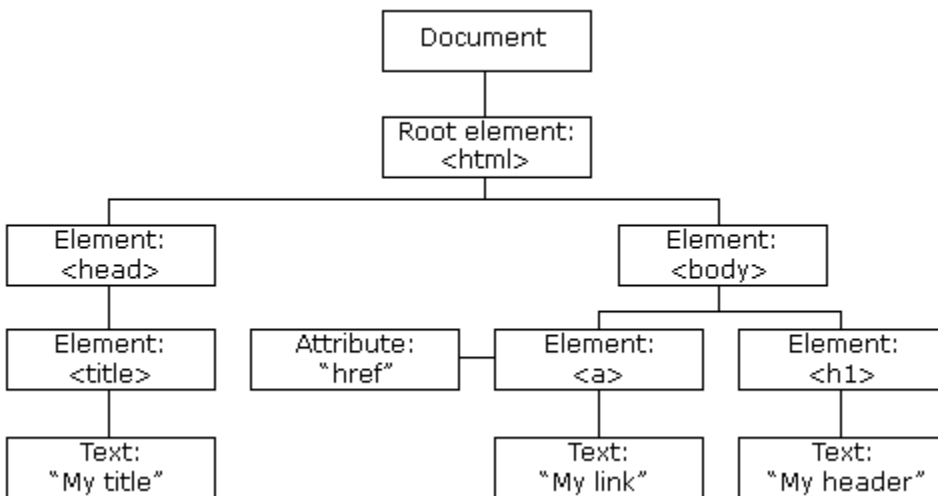 Document
Root element:
<html>
Element:
<head>
Element:
<body>
Element:
<title>
Attribute:
“href”
Element:
<a>
Element:
<h1>
Text:
“My title”
Text:
“My link”
Text:
“My header”